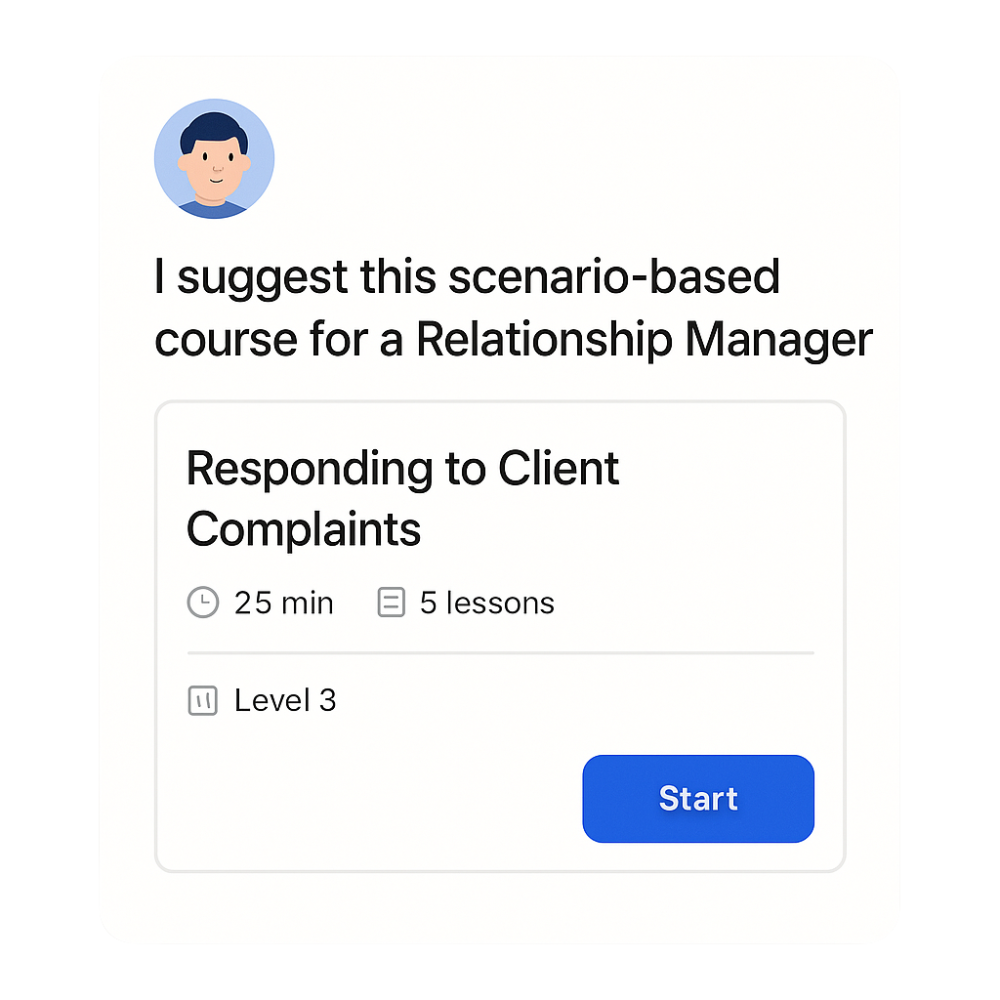 I suggest this scenario-based
course for a Relationship Manager
Responding to Client
Complaints
25 min 5 lessons
Level 3
Start